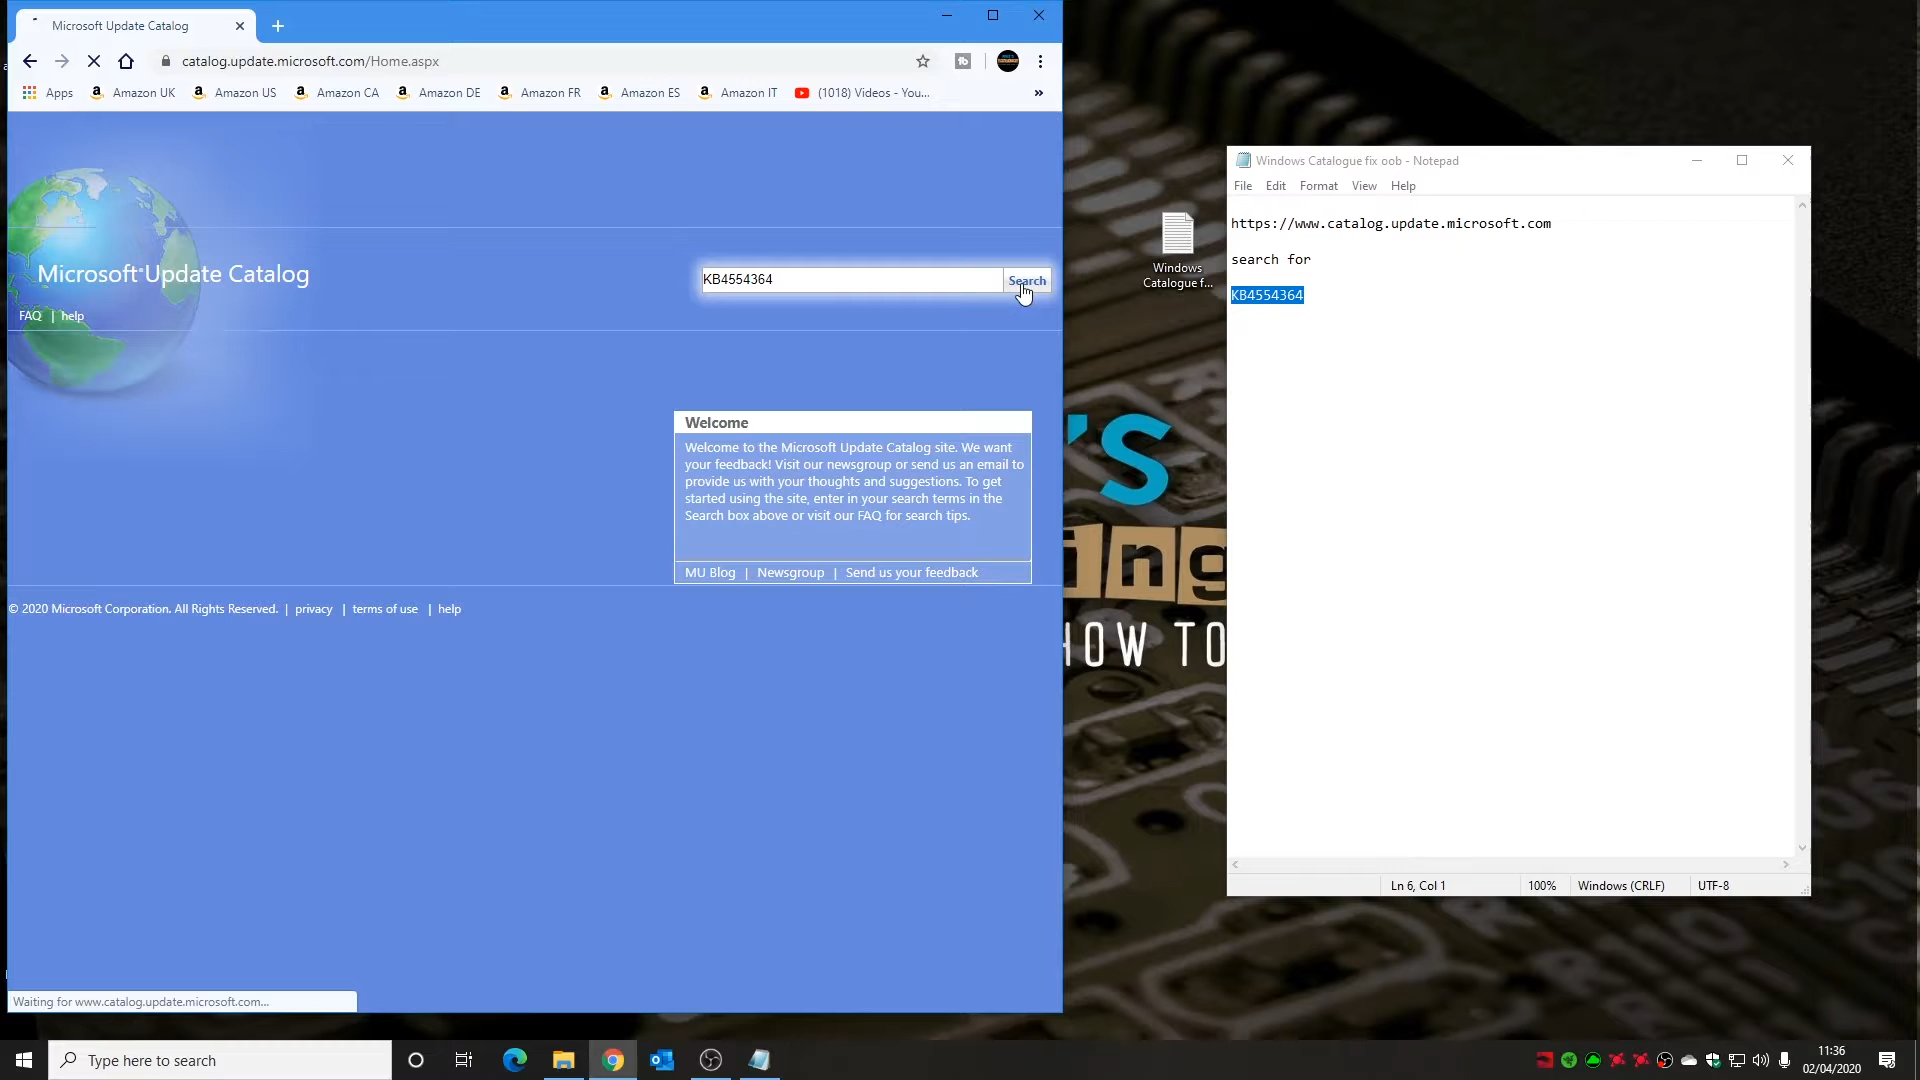 Microsoft Update Catalog
catalog.update.microsoft.com/Home.aspx
Apps Amazon UK Amazon US Amazon CA Amazon DE Amazon FR Amazon ES Amazon IT (1018) Videos - You... »
Microsoft Update Catalog
KB4554364 Search
FAQ | help
Welcome
Welcome to the Microsoft Update Catalog site. We want
your feedback! Visit our newsgroup or send us an email to
provide us with your thoughts and suggestions. To get
started using the site, enter in your search terms in the
Search box above or visit our FAQ for search tips.
MU Blog | Newsgroup | Send us your feedback
© 2020 Microsoft Corporation. All Rights Reserved. | privacy | terms of use | help
Waiting for www.catalog.update.microsoft.com...
Windows
Catalogue f...
'S
ing
HOW TO
Windows Catalogue fix oob - Notepad
File Edit Format View Help
https://www.catalog.update.microsoft.com
search for
KB4554364
Ln 6, Col 1 100% Windows (CRLF) UTF-8
Type here to search
11:36
02/04/2020